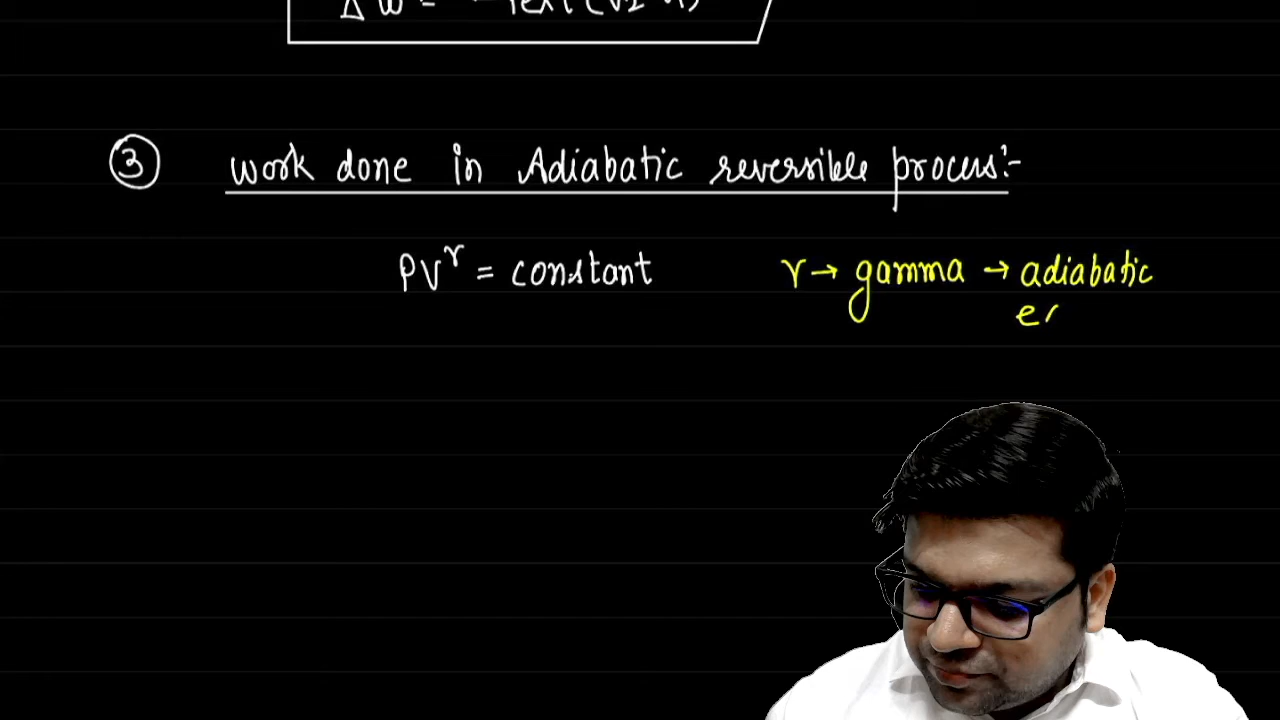 ③ work done in Adiabatic reversible process:-
PV^γ = constant γ → gamma → adiabatic